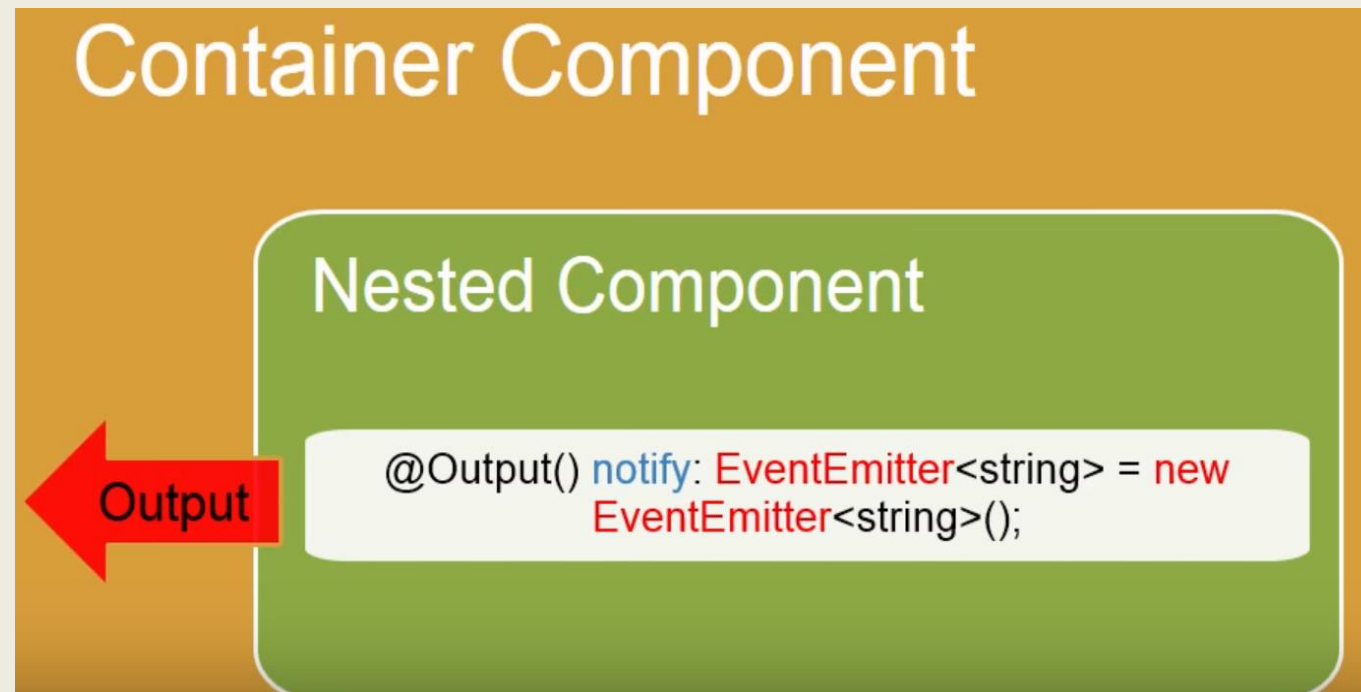 Container Component
Nested Component
@Output() notify: EventEmitter<string> = new
EventEmitter<string>();
Output